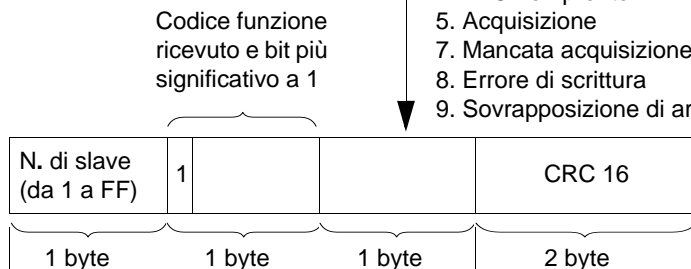 Codice funzione
ricevuto e bit più
significativo a 1
5. Acquisizione
7. Mancata acquisizione
8. Errore di scrittura
9. Sovrapposizione di
N. di slave
(da 1 a FF)
1
CRC 16
1 byte
1 byte
1 byte
2 byte